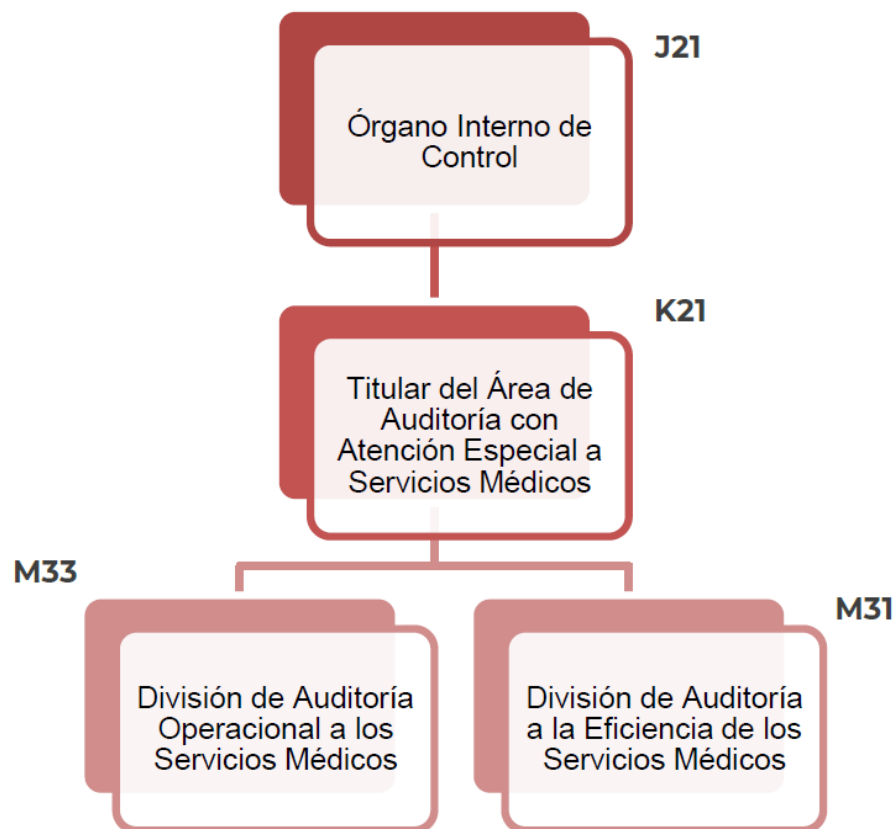 J21
Órgano Interno de
Control
K21
Titular del Área de
Auditoría con
Atención Especial a
Servicios Médicos
M33
División de Auditoría
Operacional a los
Servicios Médicos
M31
División de Auditoría
a la Eficiencia de los
Servicios Médicos